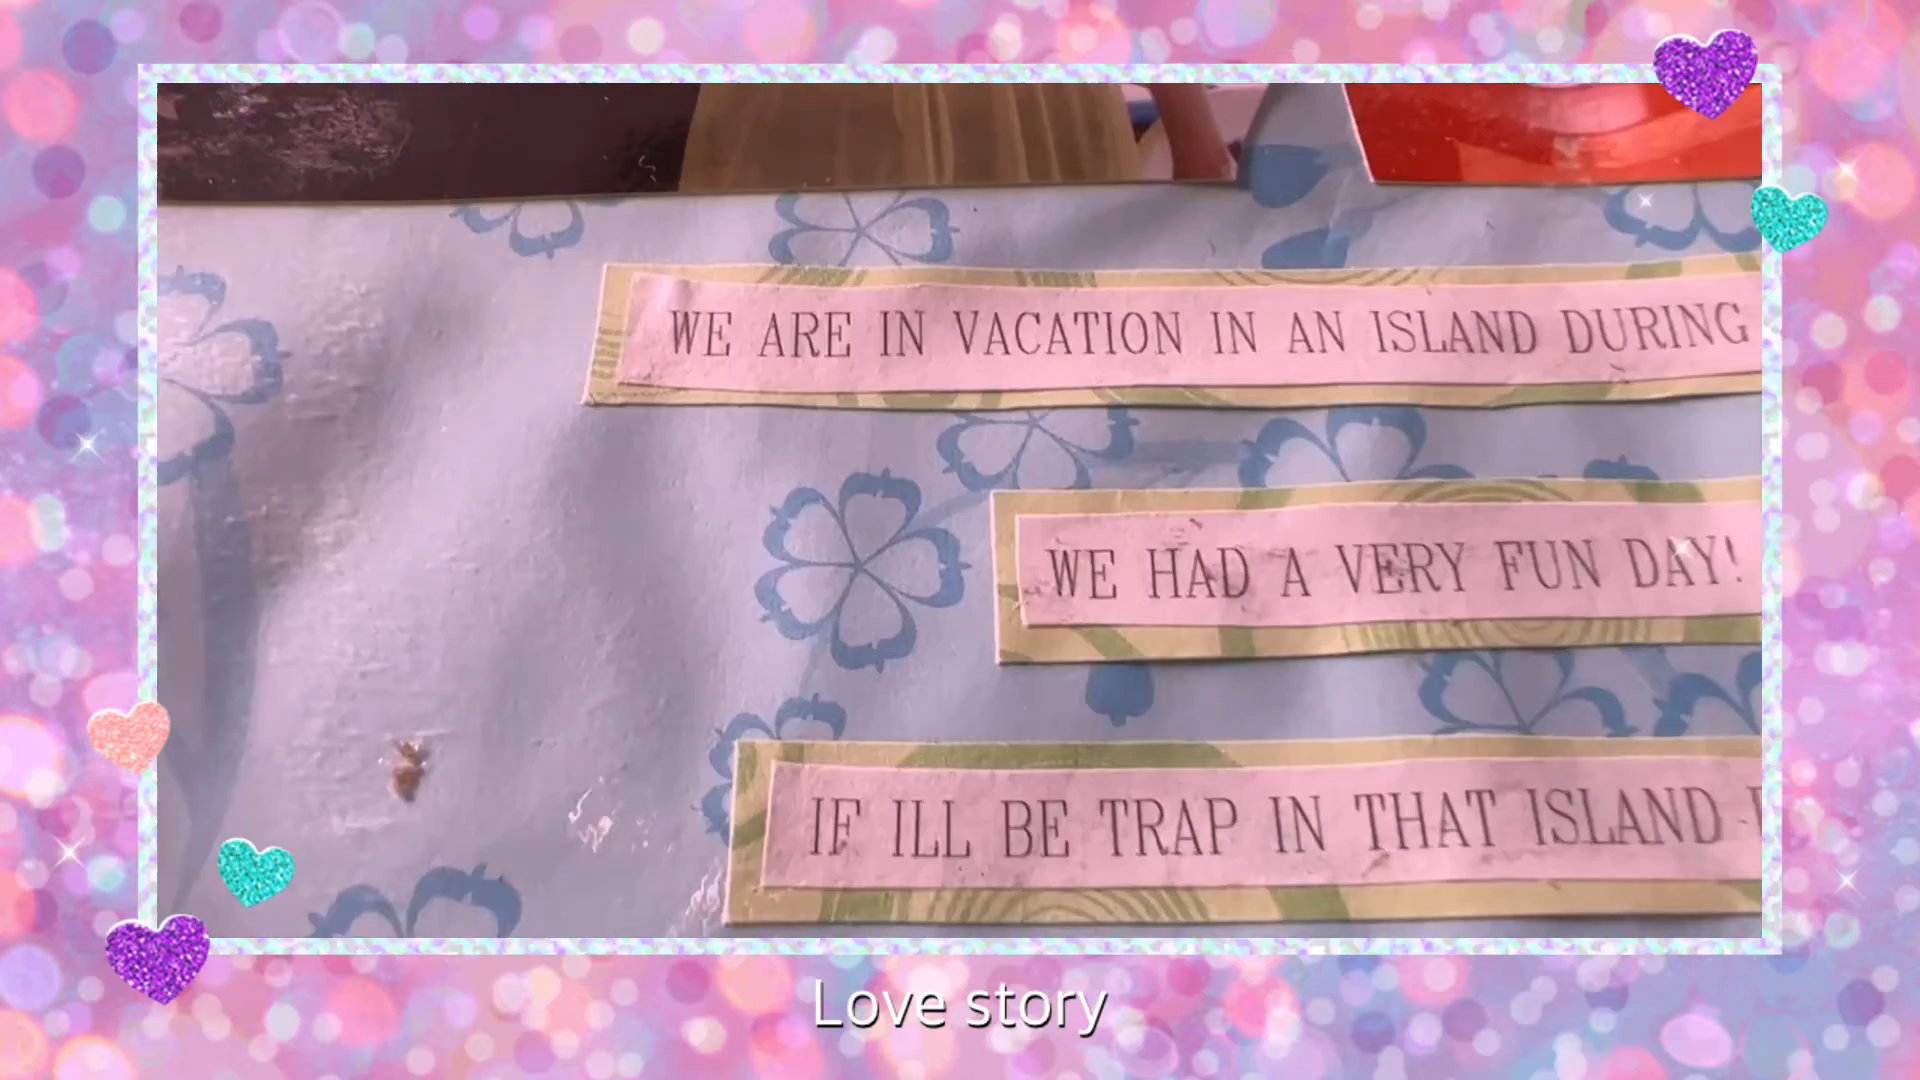 WE ARE IN VACATION IN AN ISLAND DURING
WE HAD A VERY FUN DAY!
IF ILL BE TRAP IN THAT ISLAND
Love story